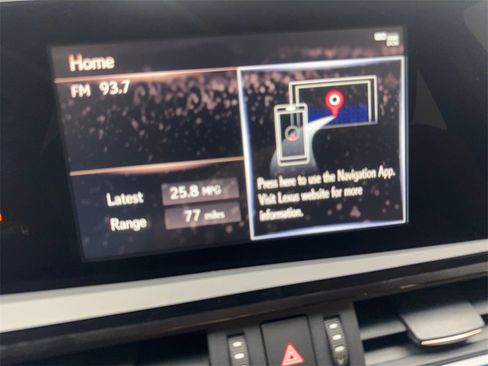 Home
FM 93.7
Latest 25.8 MPG
Range 77 miles
Press here to use the Navigation App.
Visit Lexus website for more
information.